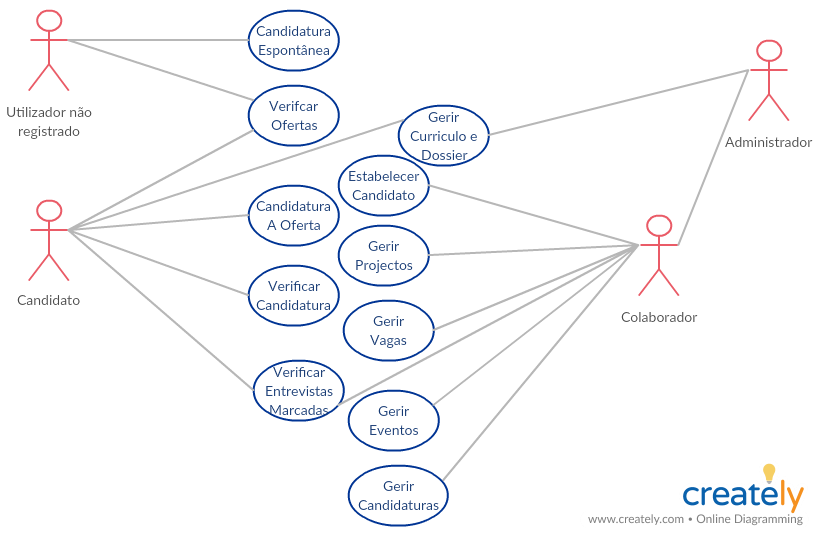 Candidatura
Espontânea
Utilizador não
registrado
Verifcar
Ofertas
Gerir
Curriculo e
Dossier
Administrador
Estabelecer
Candidato
Candidatura
A Oferta
Candidato
Gerir
Projectos
Colaborador
Verificar
Candidatura
Gerir
Vagas
Verificar
Entrevistas
Marcadas
Gerir
Eventos
Gerir
Candidaturas
creately
www.creately.com • Online Diagramming